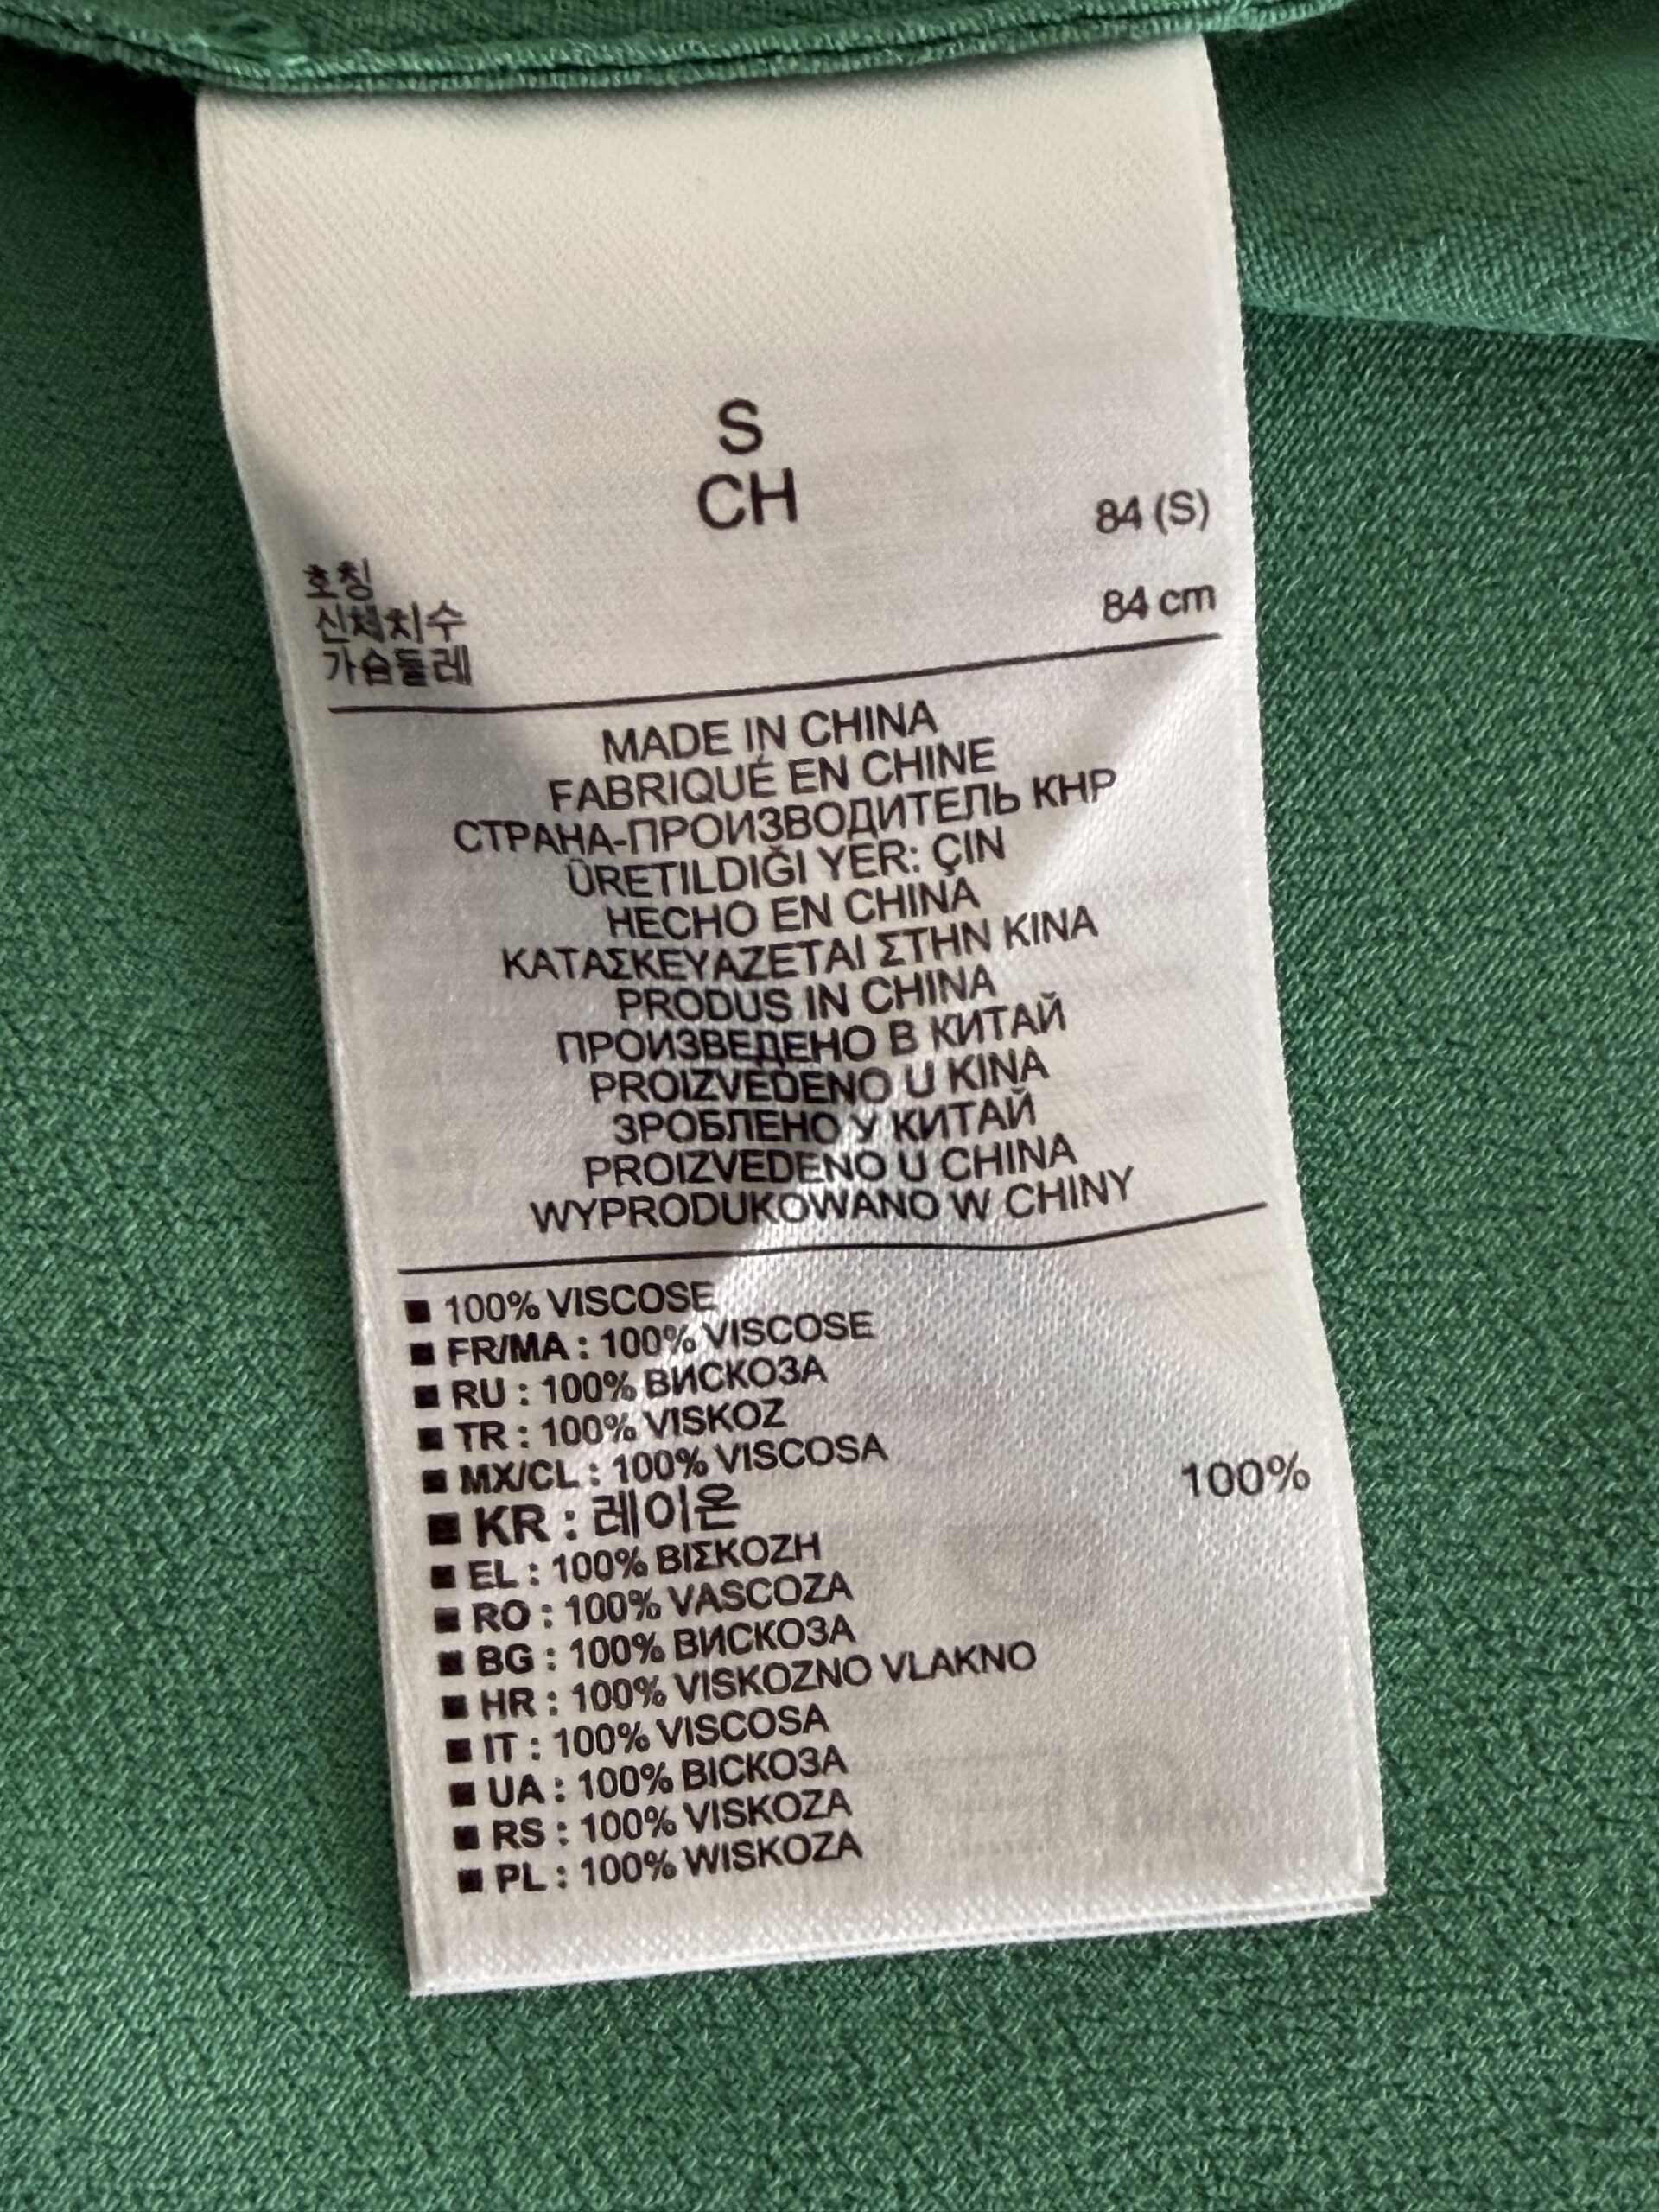 S
CH
호칭 84 (S)
신체치수
가슴둘레 84 cm
MADE IN CHINA
FABRIQUÉ EN CHINE
СТРАНА-ПРОИЗВОДИТЕЛЬ КНР
ÜRETILDIĞI YER: ÇIN
HECHO EN CHINA
ΚΑΤΑΣΚΕΥΑΖΕΤΑΙ ΣΤΗΝ ΚΙΝΑ
PRODUS IN CHINA
ПРОИЗВЕДЕНО В КИТАЙ
PROIZVEDENO U KINA
ЗРОБЛЕНО У КИТАЙ
PROIZVEDENO U CHINA
WYPRODUKOWANO W CHINY
■ 100% VISCOSE
■ FR/MA : 100% VISCOSE
■ RU : 100% ВИСКОЗА
■ TR : 100% VISKOZ
■ MX/CL : 100% VISCOSA
■ KR : 레이온 100%
■ EL : 100% ΒΙΣΚΟΖΗ
■ RO : 100% VASCOZA
■ BG : 100% ВИСКОЗА
■ HR : 100% VISKOZNO VLAKNO
■ IT : 100% VISCOSA
■ UA : 100% ВІСКОЗА
■ RS : 100% VISKOZA
■ PL : 100% WISKOZA